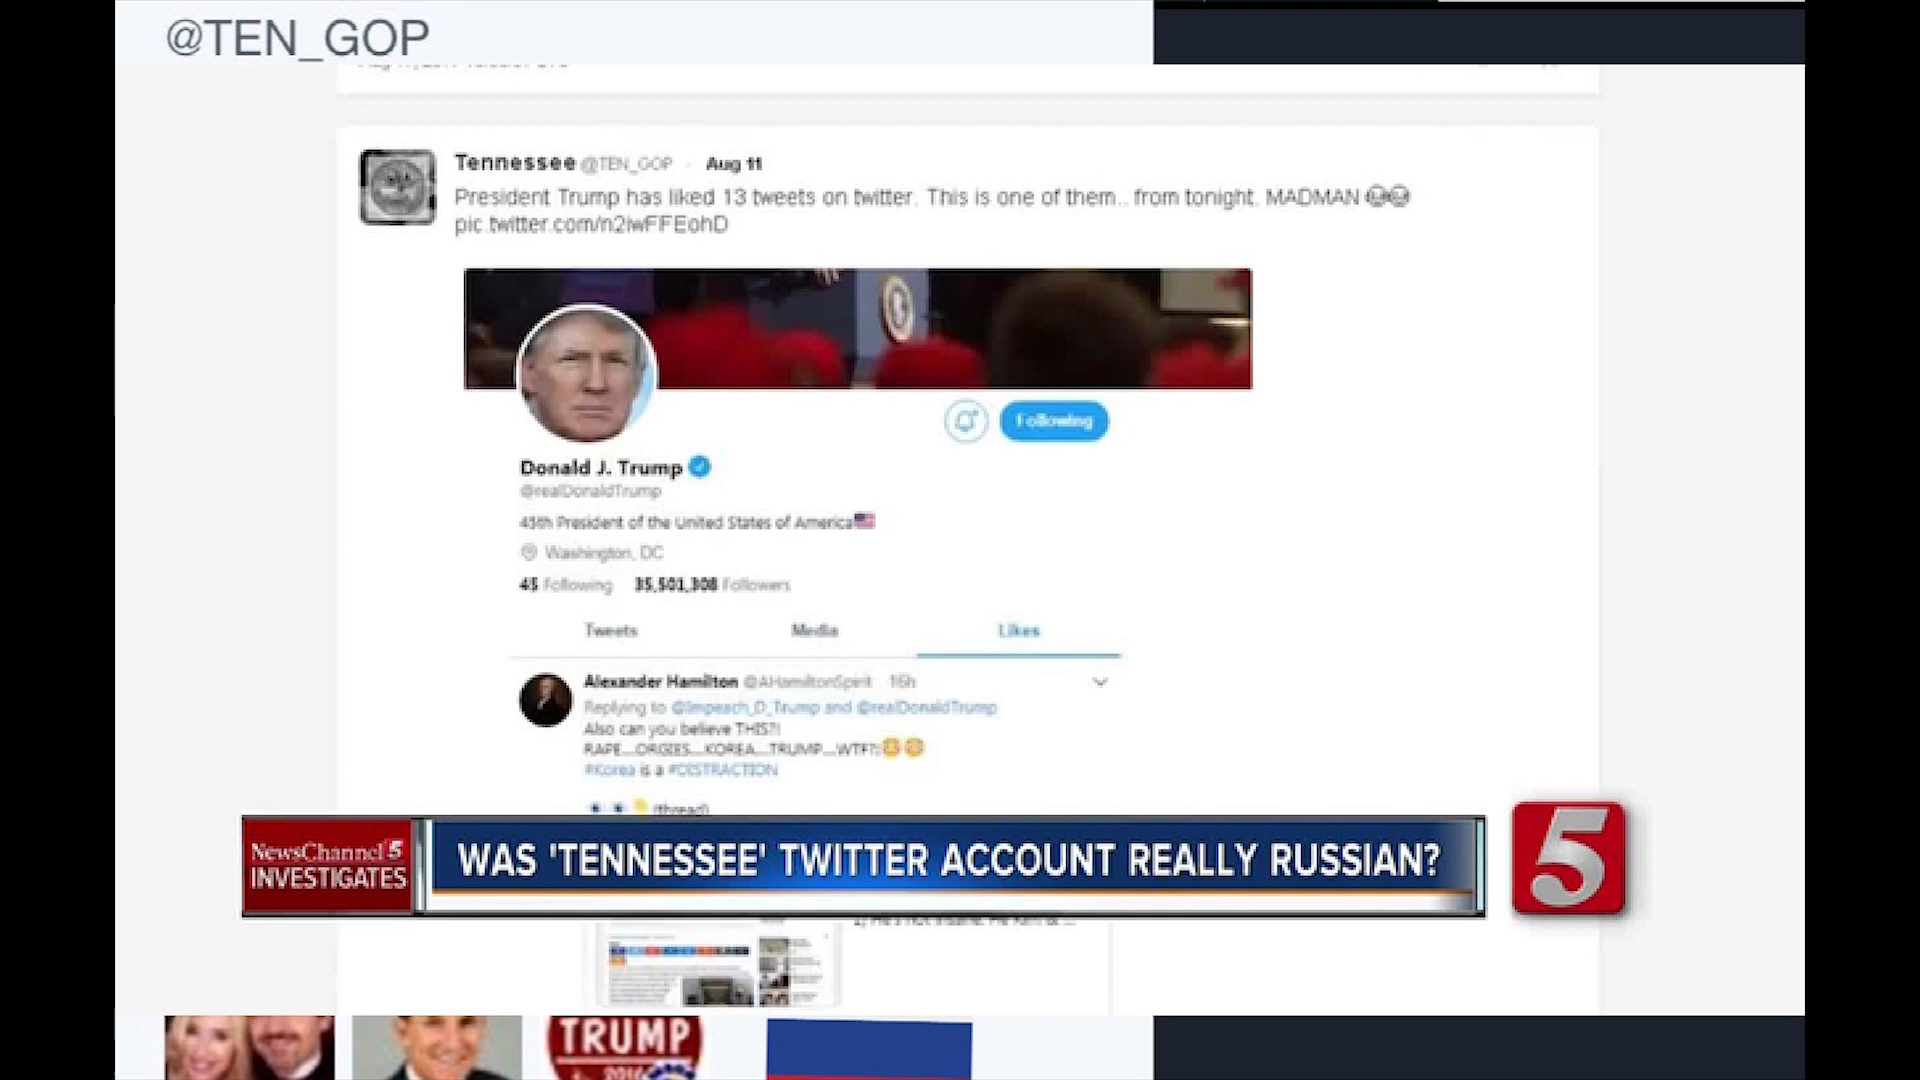 @TEN_GOP
Tennessee @TEN_GOP · Aug 11
President Trump has liked 13 tweets on twitter. This is one of them.. from tonight. MADMAN
pic.twitter.com/n2iwFFEohD
Following
Donald J. Trump
@realDonaldTrump
45th President of the United States of America
Washington, DC
45 Following 35,501,308 Followers
Tweets Media Likes
Alexander Hamilton @AHamiltonSpirit 16h
Replying to @Impeach_D_Trump and @realDonaldTrump
Also can you believe THIS?!
RAPE...ORGIES...KOREA...TRUMP...WTF?!
#Korea is a #DISTRACTION
(thread)
NewsChannel 5
INVESTIGATES
WAS 'TENNESSEE' TWITTER ACCOUNT REALLY RUSSIAN?
5
TRUMP
2016